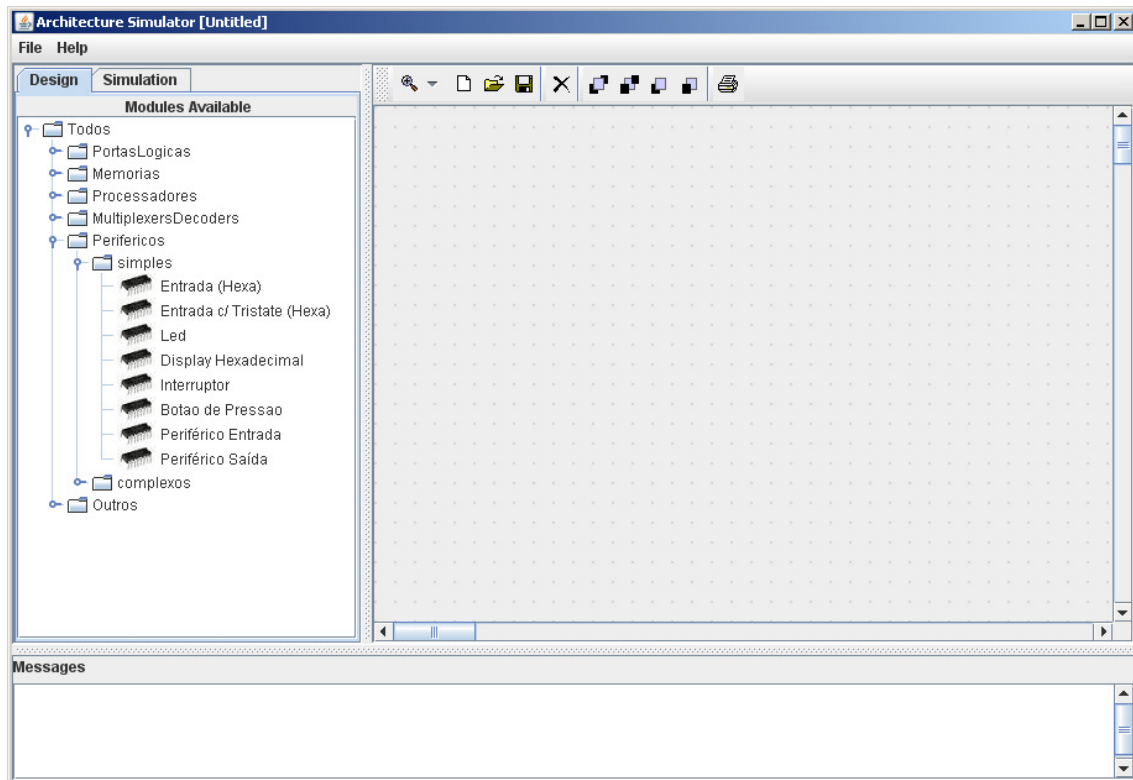 Architecture Simulator [Untitled]
File Help
Design Simulation
Modules Available
Todos
PortasLogicas
Memorias
Processadores
MultiplexersDecoders
Perifericos
simples
Entrada (Hexa)
Entrada c/ Tristate (Hexa)
Led
Display Hexadecimal
Interruptor
Botao de Pressao
Periférico Entrada
Periférico Saída
complexos
Outros
Messages